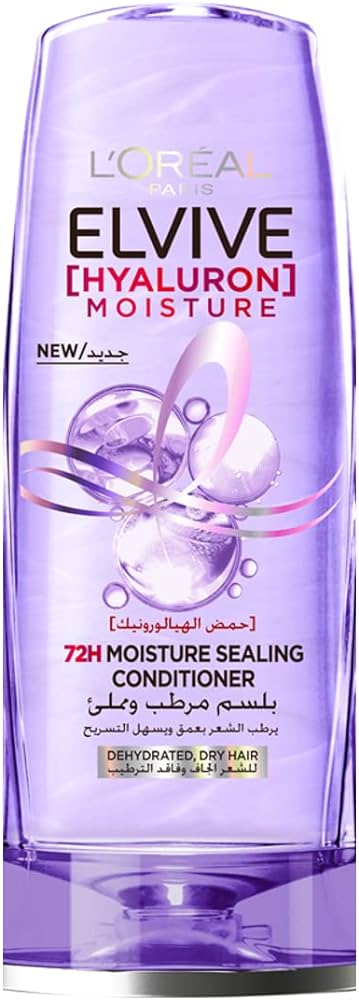 L'ORÉAL
PARIS
ELVIVE
[HYALURON]
MOISTURE
NEW/جديد
[حمض الهيالورونيك]
72H MOISTURE SEALING
CONDITIONER
بلسم مرطب ومملئ
يرطب الشعر بعمق ويسهل التسريح
DEHYDRATED, DRY HAIR
للشعر الجاف وفاقد الترطيب